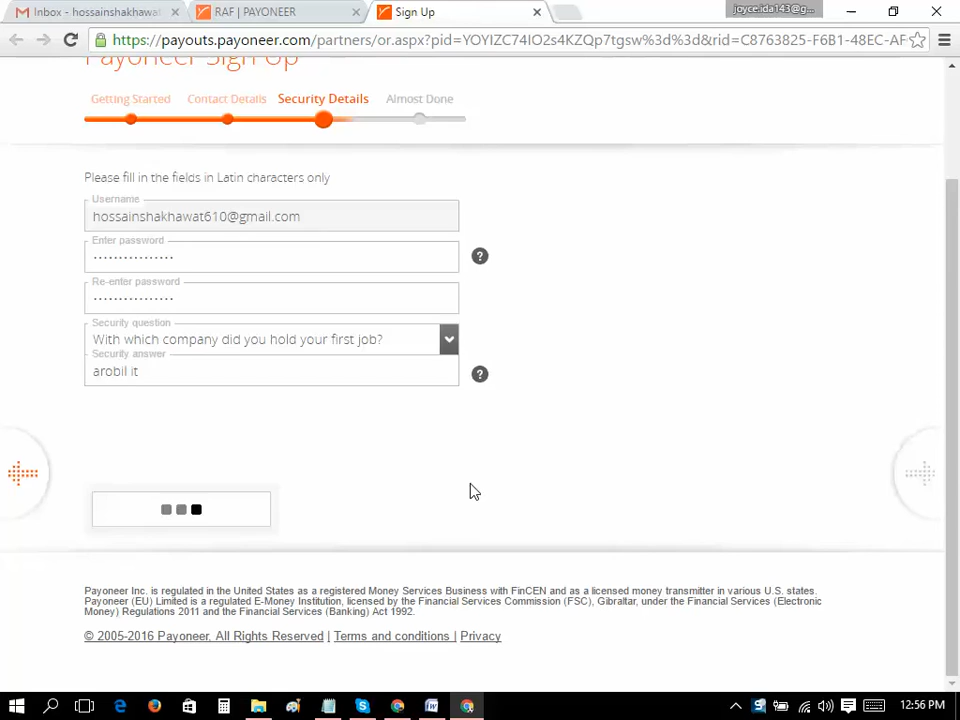 Inbox - hossainshakhawat
RAF | PAYONEER
Sign Up
joyce.ida143@g...
https://payouts.payoneer.com/partners/or.aspx?pid=YOYIZC74IO2s4KZQp7tgsw%3d%3d&rid=C8763825-F6B1-48EC-AF
Payoneer Sign Up
Getting Started
Contact Details
Security Details
Almost Done
Please fill in the fields in Latin characters only
Username
hossainshakhawat610@gmail.com
Enter password
?
Re-enter password
Security question
With which company did you hold your first job?
Security answer
arobil it
?
Payoneer Inc. is regulated in the United States as a registered Money Services Business with FinCEN and as a licensed money transmitter in various U.S. states.
Payoneer (EU) Limited is a regulated E-Money Institution, licensed by the Financial Services Commission (FSC), Gibraltar, under the Financial Services (Electronic
Money) Regulations 2011 and the Financial Services (Banking) Act 1992.
© 2005-2016 Payoneer, All Rights Reserved | Terms and conditions | Privacy
12:56 PM